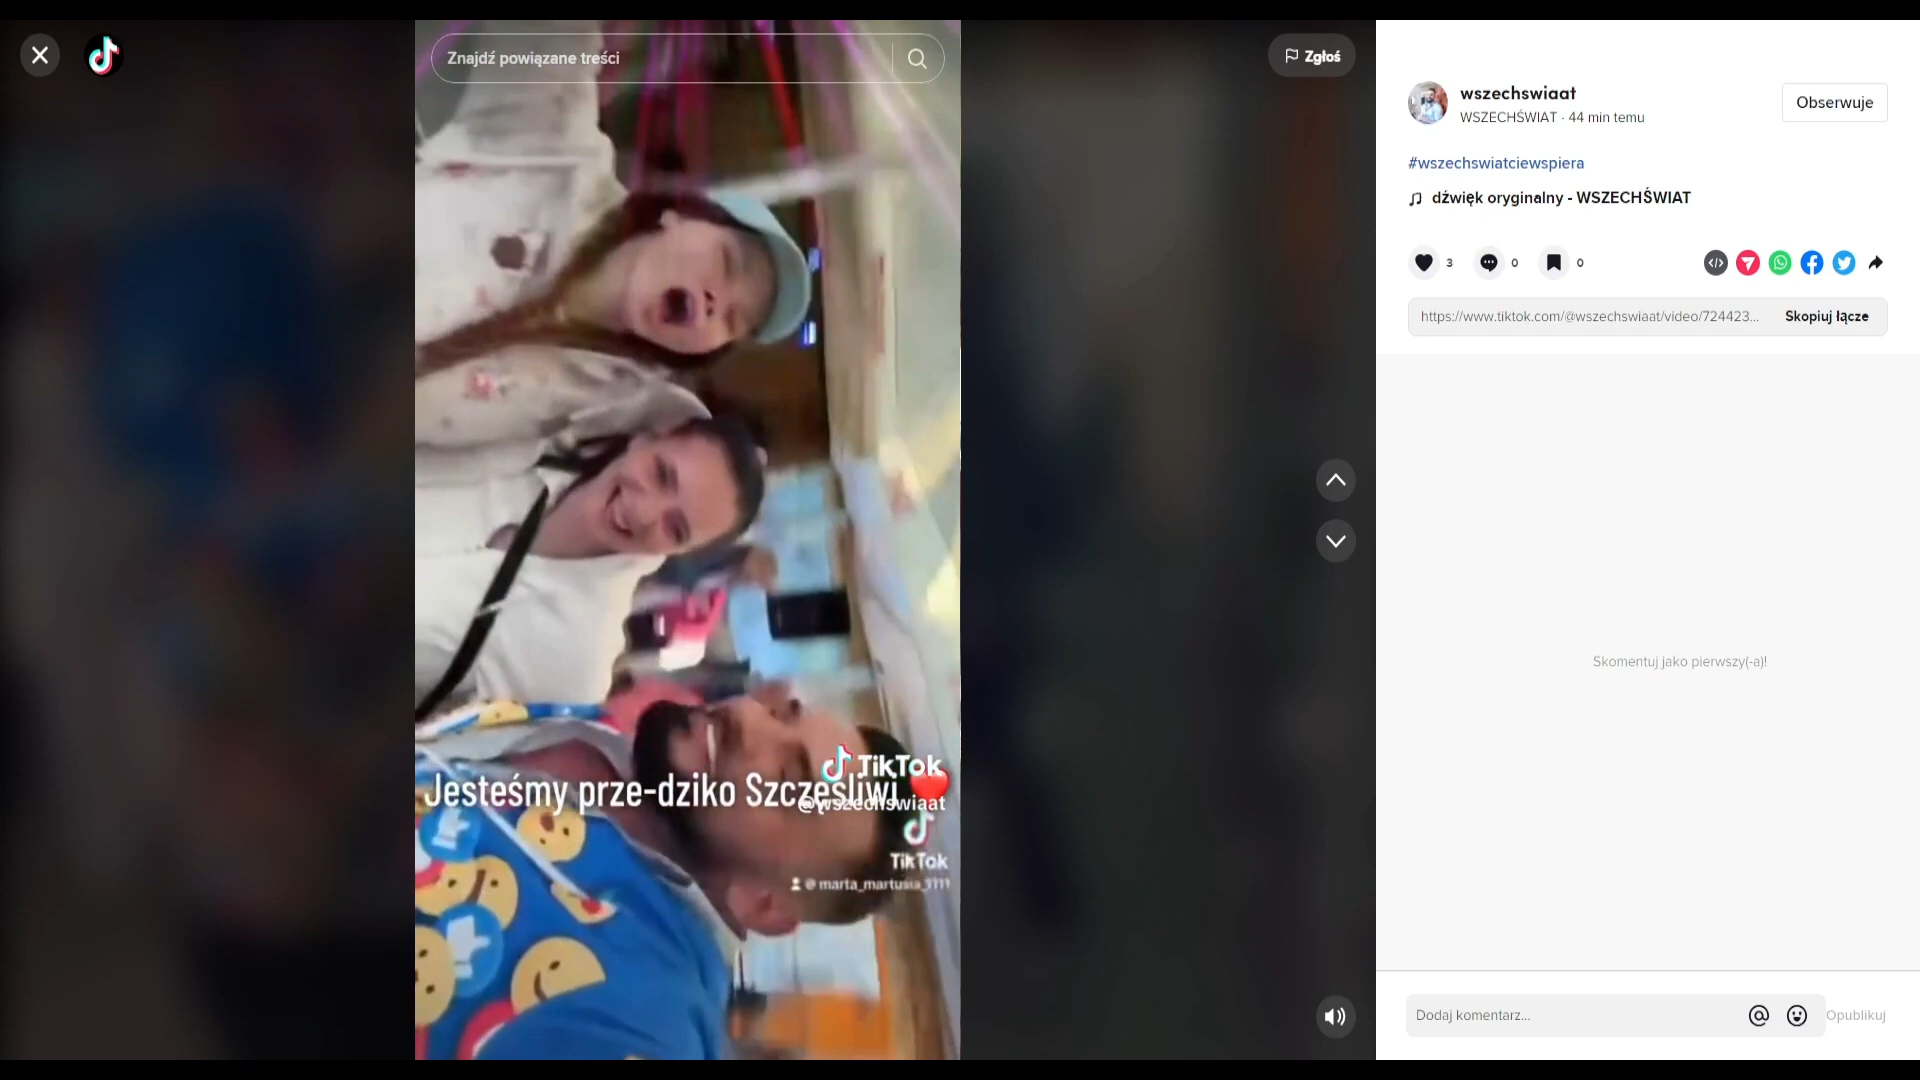 Znajdź powiązane treści
Zgłoś
Jesteśmy prze-dziko Szczęśliwi ❤️
TikTok
@wszechswiaat
TikTok
@marta_martusia_1111
wszechswiaat
WSZECHŚWIAT · 44 min temu
Obserwuje
#wszechswiatciewspiera
dźwięk oryginalny - WSZECHŚWIAT
3
0
0
https://www.tiktok.com/@wszechswiaat/video/724423...
Skopiuj łącze
Skomentuj jako pierwszy(-a)!
Dodaj komentarz...
Opublikuj